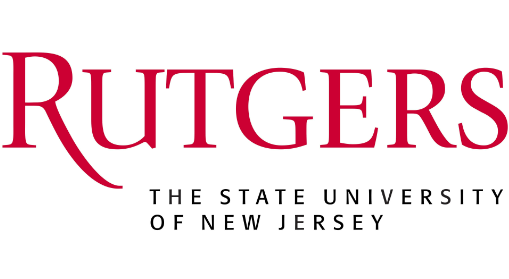 RUTGERS
THE STATE UNIVERSITY
OF NEW JERSEY